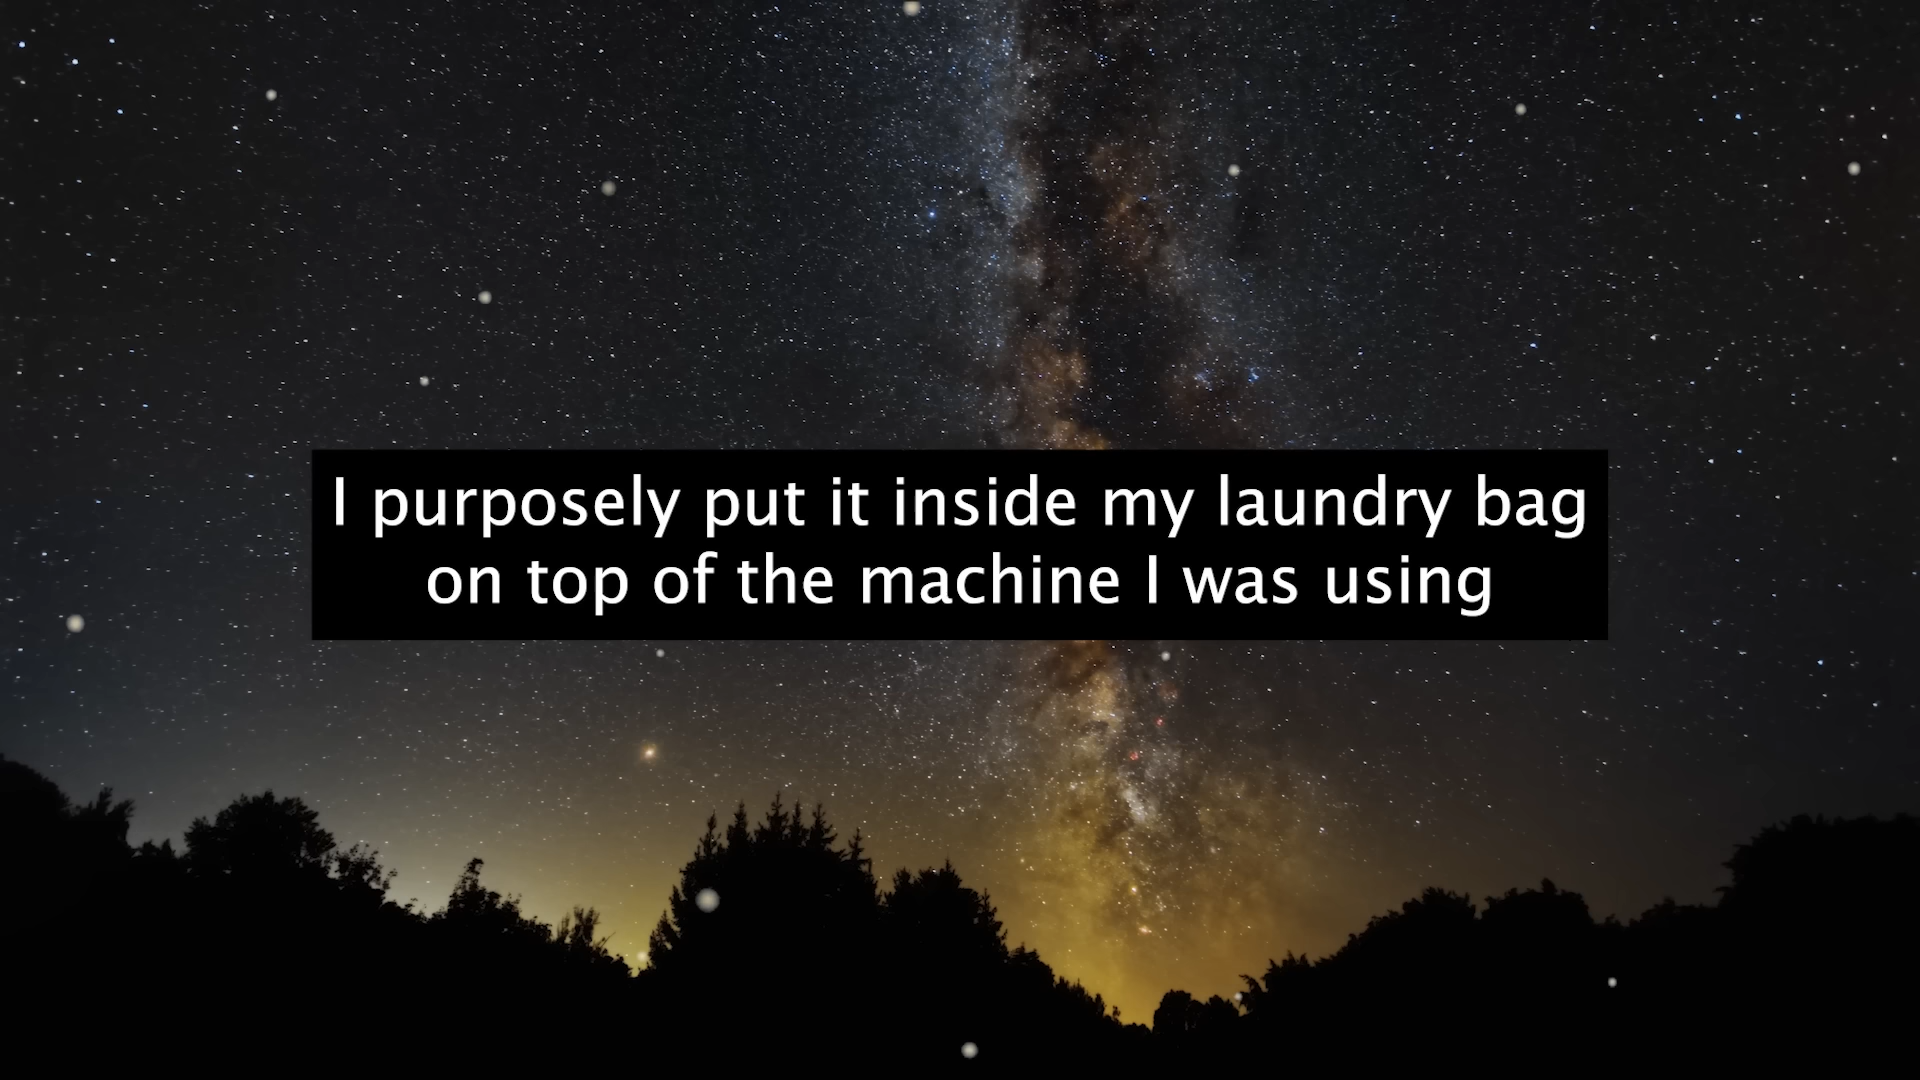 I purposely put it inside my laundry bag
on top of the machine I was using